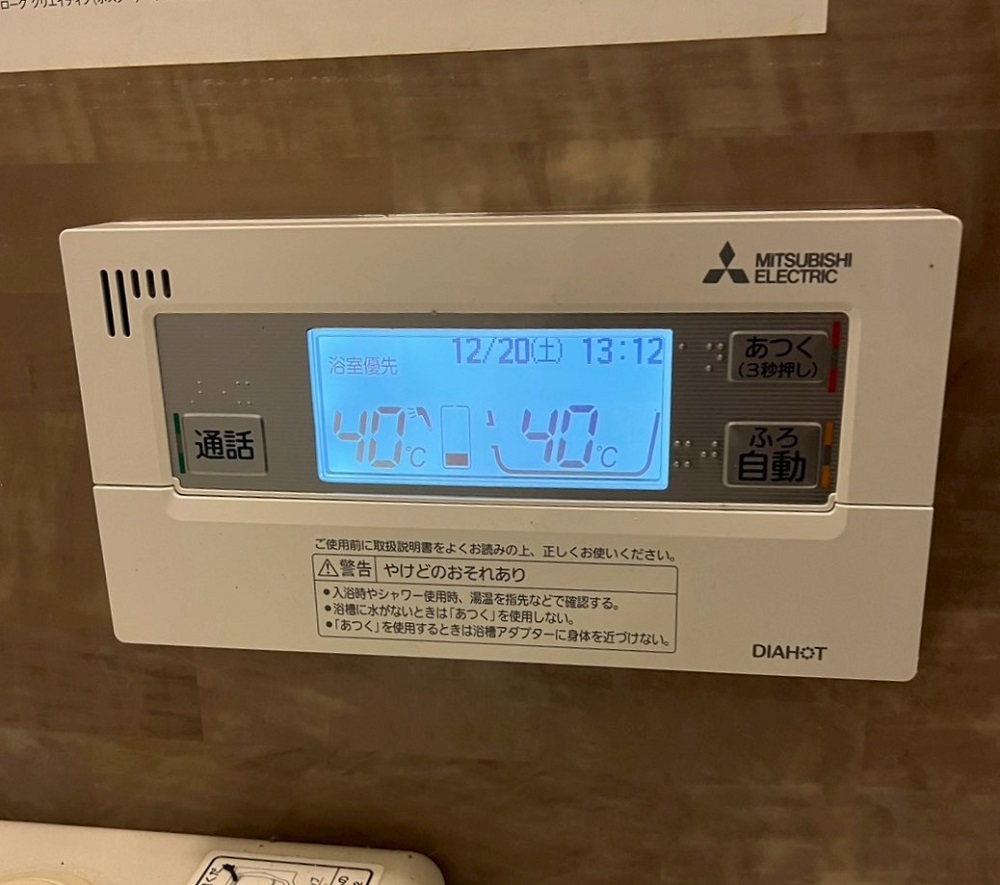 MITSUBISHI
ELECTRIC
12/20(土) 13:12
浴室優先
40℃
40℃
あつく
(3秒押し)
通話
ふろ
自動
ご使用前に取扱説明書をよくお読みの上、正しくお使いください。
⚠警告 やけどのおそれあり
●入浴時やシャワー使用時、湯温を指先などで確認する。
●浴槽に水がないときは「あつく」を使用しない。
●「あつく」を使用するときは浴槽アダプターに身体を近づけない。
DIAHOT